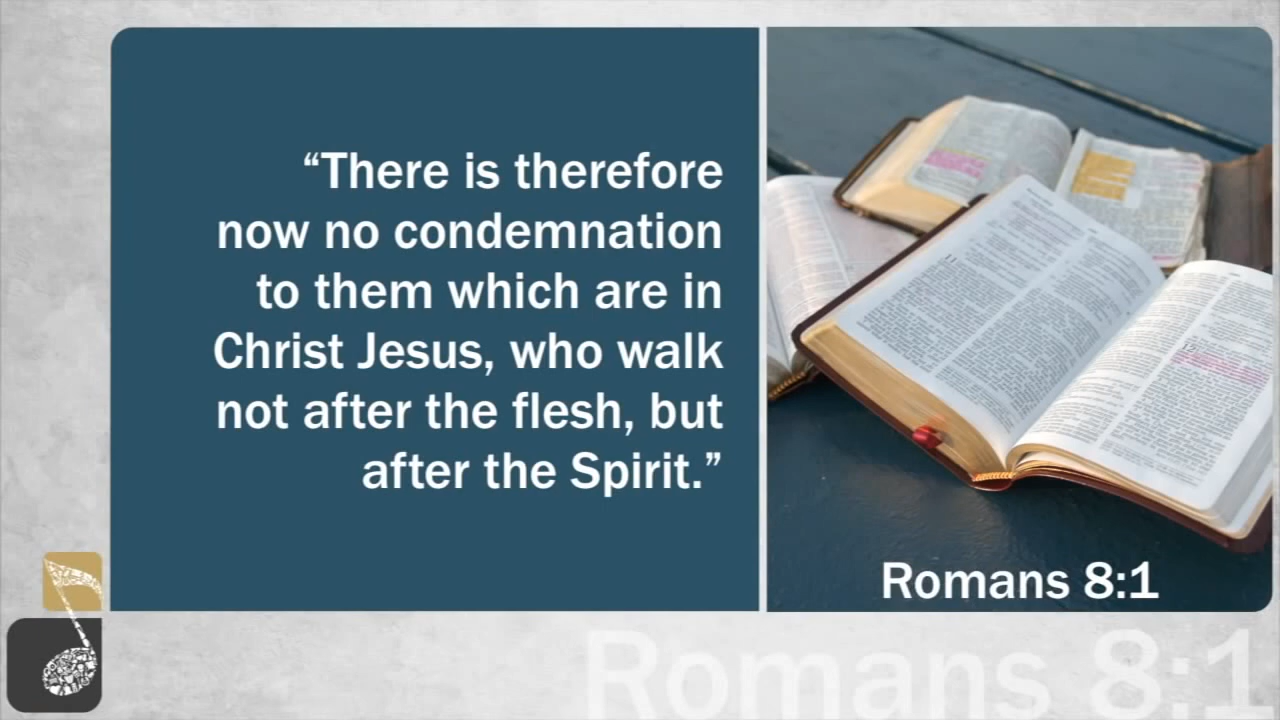 “There is therefore
now no condemnation
to them which are in
Christ Jesus, who walk
not after the flesh, but
after the Spirit.”
Romans 8:1
Romans 8:1